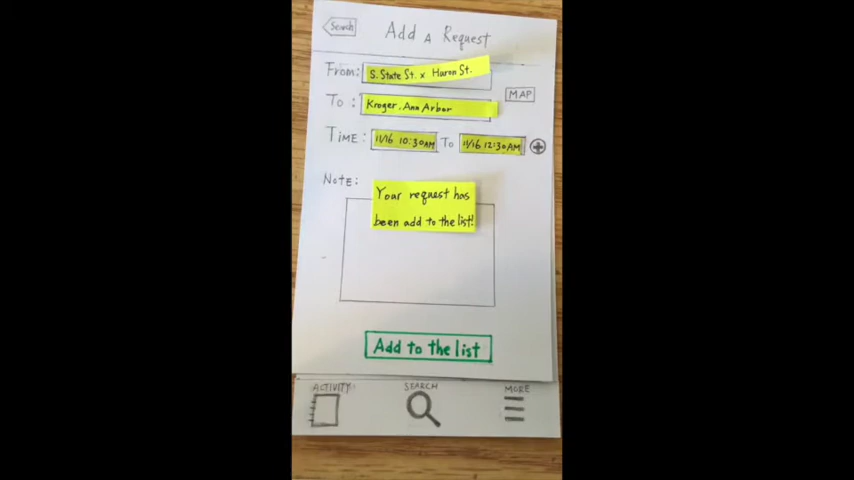 Search
Add A Request
From: S. State St. x Huron St.
MAP
To: Kroger. Ann Arbor
TIME: 11/16 10:30AM To 11/16 12:30AM
Note:
Your request has
been add to the list!
Add to the list
ACTIVITY SEARCH MORE